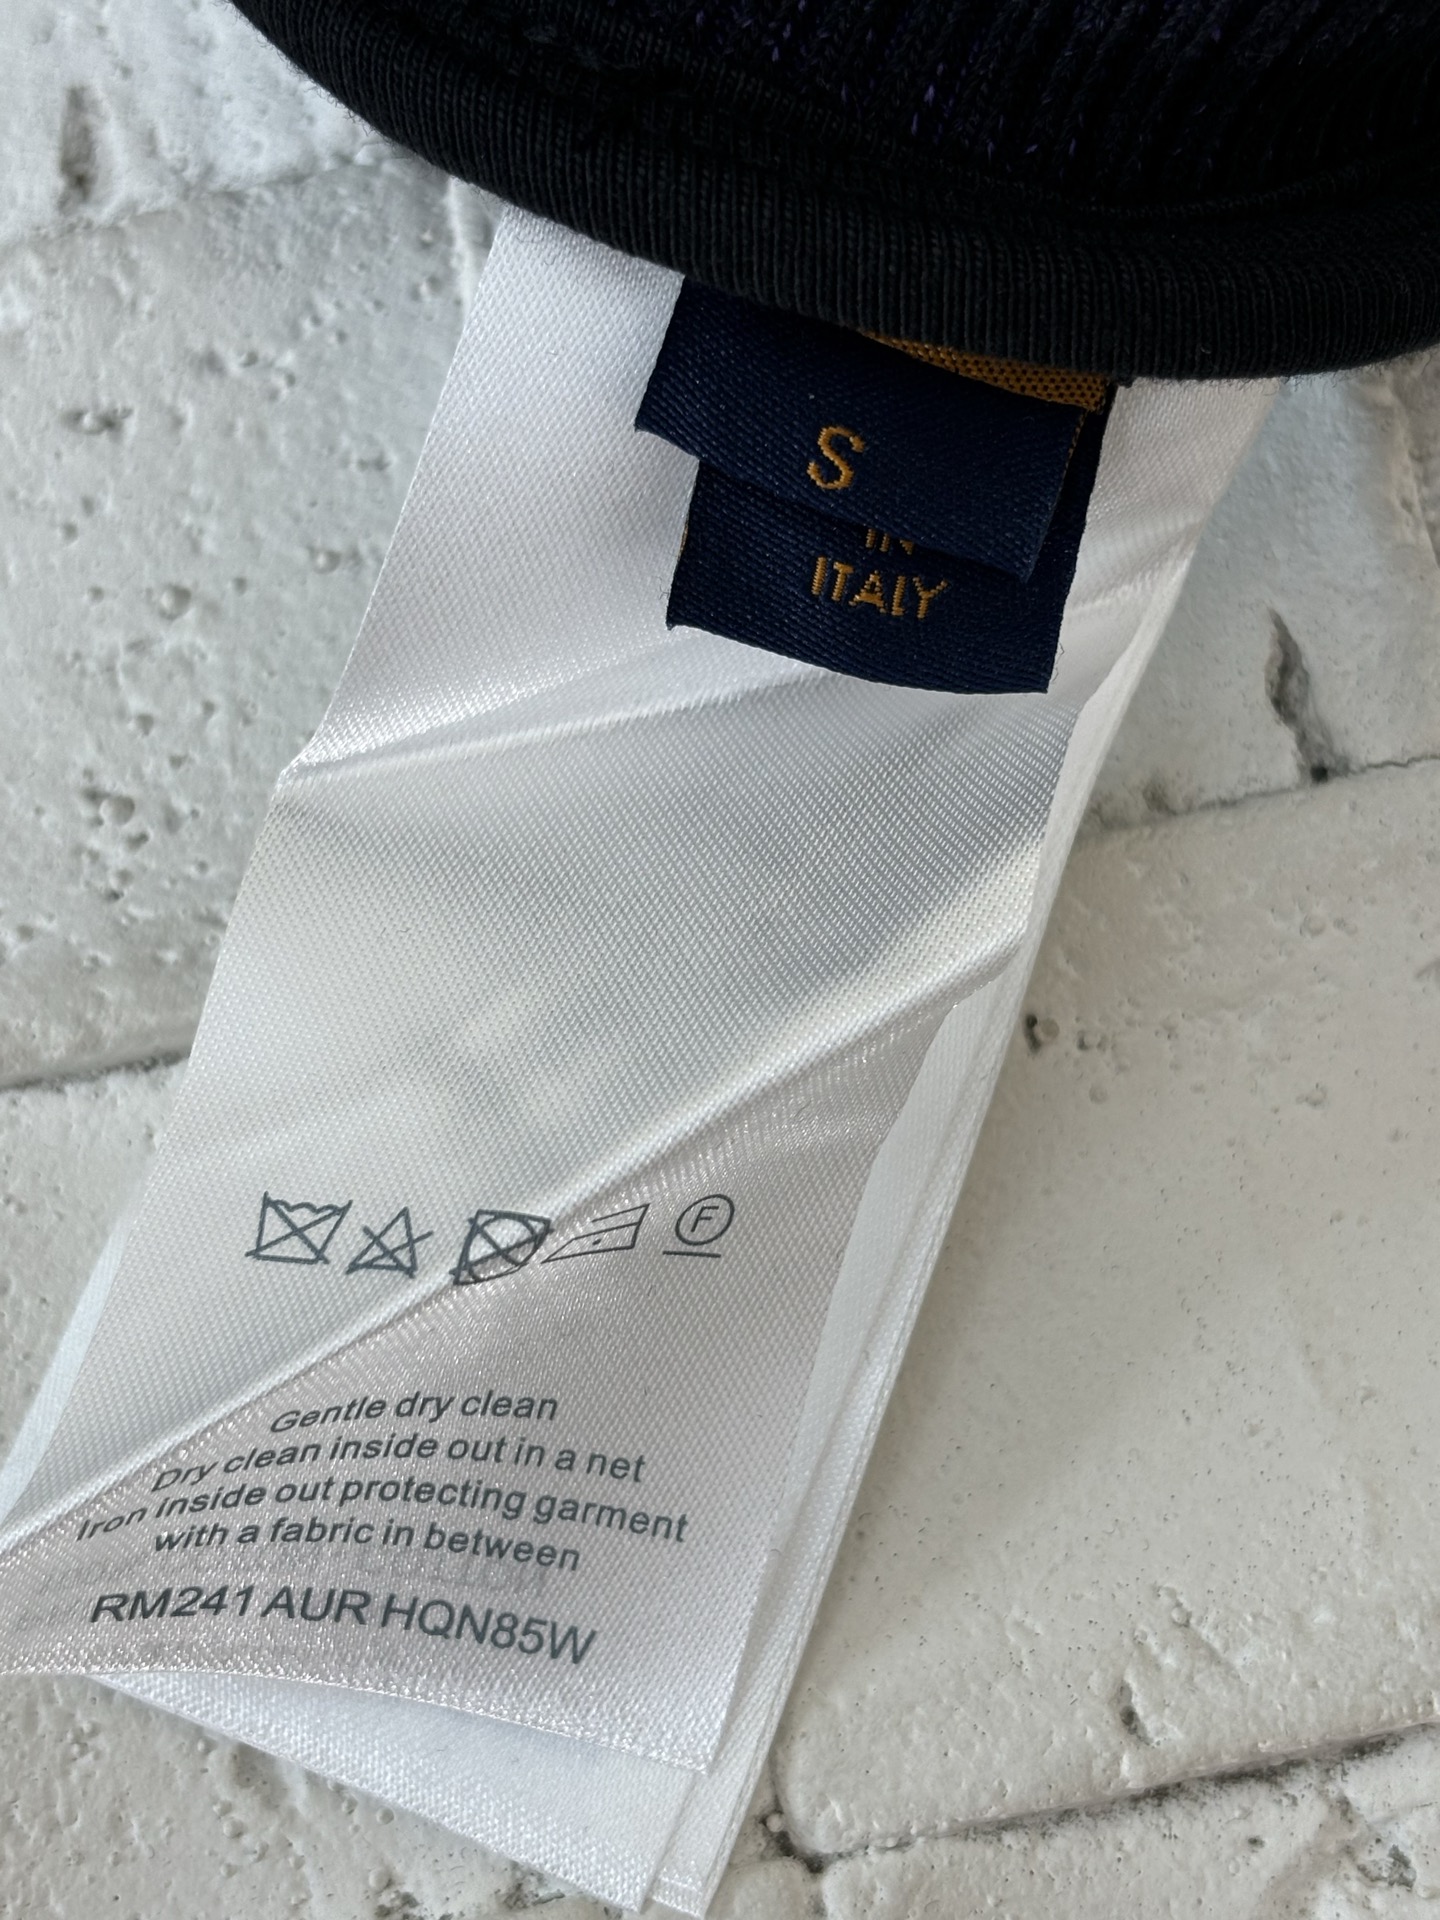 S
IN
ITALY
F
Gentle dry clean
Dry clean inside out in a net
Iron inside out protecting garment
with a fabric in between
RM241 AUR HQN85W